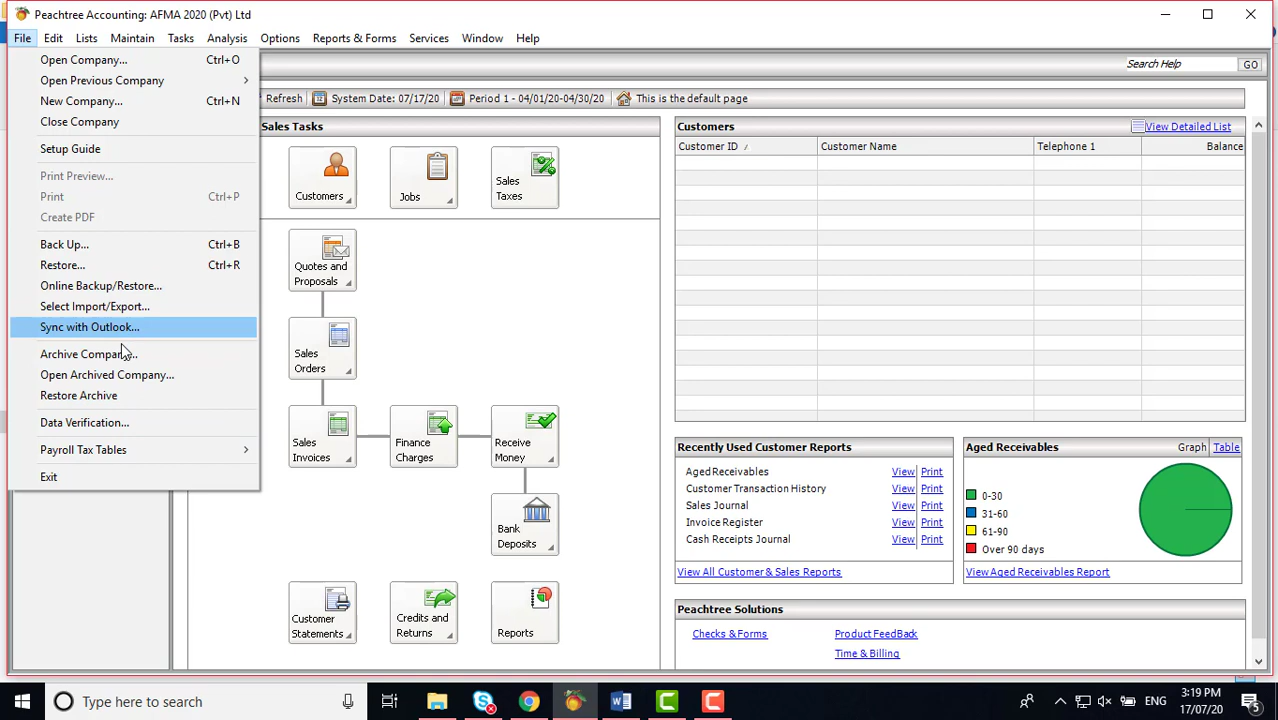 Peachtree Accounting: AFMA 2020 (Pvt) Ltd
File Edit Lists Maintain Tasks Analysis Options Reports & Forms Services Window Help
Open Company... Ctrl+O
Open Previous Company
New Company... Ctrl+N
Close Company
Setup Guide
Print Preview...
Print Ctrl+P
Create PDF
Back Up... Ctrl+B
Restore... Ctrl+R
Online Backup/Restore...
Select Import/Export...
Sync with Outlook...
Archive Company...
Open Archived Company...
Restore Archive
Data Verification...
Payroll Tax Tables
Exit
Search Help GO
Refresh System Date: 07/17/20 Period 1 - 04/01/20-04/30/20 This is the default page
Sales Tasks
Customers
Jobs
Sales
Taxes
Quotes and
Proposals
Sales
Orders
Sales
Invoices
Finance
Charges
Receive
Money
Bank
Deposits
Customer
Statements
Credits and
Returns
Reports
Customers View Detailed List
Customer ID Customer Name Telephone 1 Balance
Recently Used Customer Reports
Aged Receivables View Print
Customer Transaction History View Print
Sales Journal View Print
Invoice Register View Print
Cash Receipts Journal View Print
View All Customer & Sales Reports
Aged Receivables Graph Table
0-30
31-60
61-90
Over 90 days
View Aged Receivables Report
Peachtree Solutions
Checks & Forms Product FeedBack
Time & Billing
Type here to search
ENG
3:19 PM
17/07/20
5